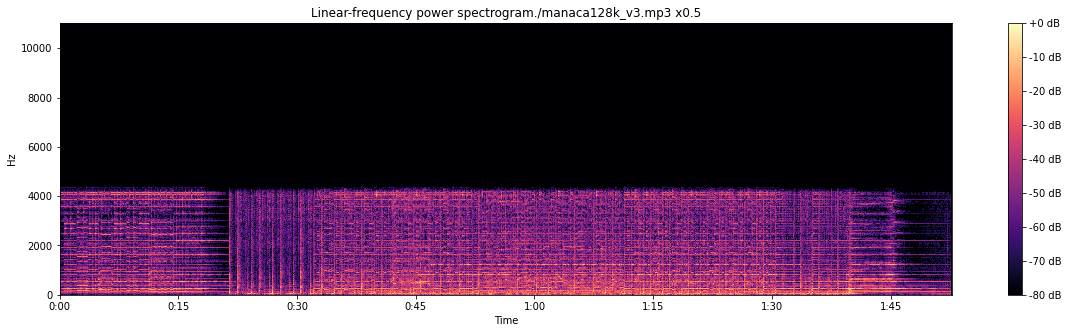 Linear-frequency power spectrogram./manaca128k_v3.mp3 x0.5
10000
8000
6000
4000
2000
0
Hz
0:00 0:15 0:30 0:45 1:00 1:15 1:30 1:45
Time
+0 dB
-10 dB
-20 dB
-30 dB
-40 dB
-50 dB
-60 dB
-70 dB
-80 dB